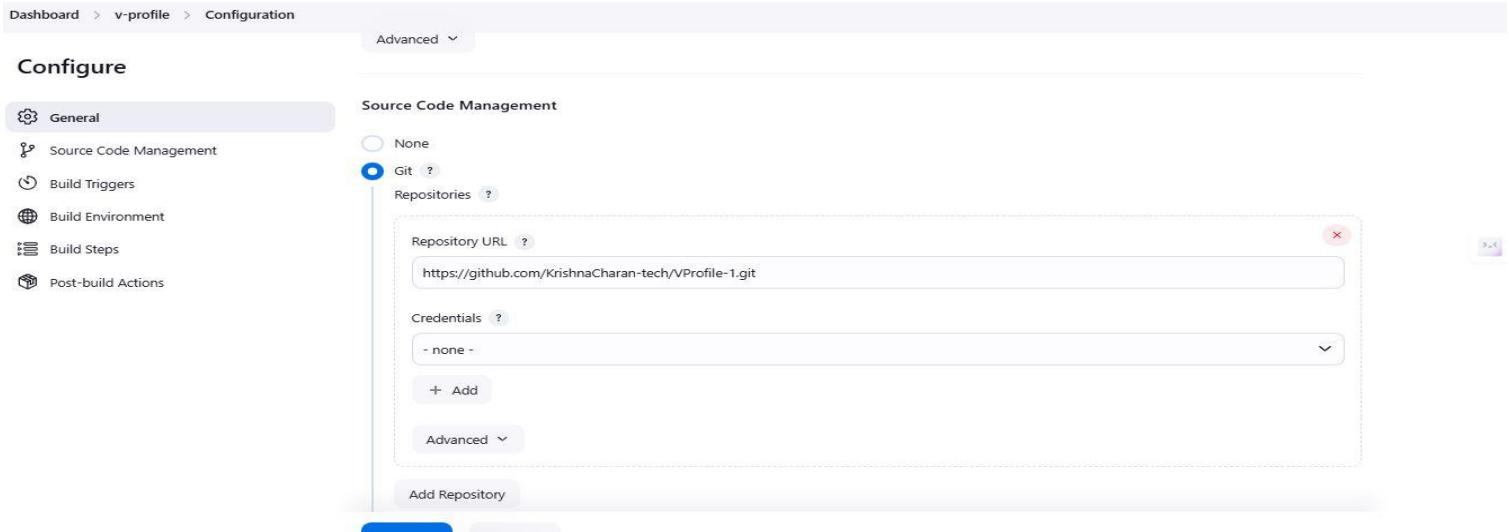 Dashboard > v-profile > Configuration
Configure
General
Source Code Management
Build Triggers
Build Environment
Build Steps
Post-build Actions
Advanced
Source Code Management
None
Git ?
Repositories ?
Repository URL ?
https://github.com/KrishnaCharan-tech/VProfile-1.git
Credentials ?
- none -
+ Add
Advanced
Add Repository